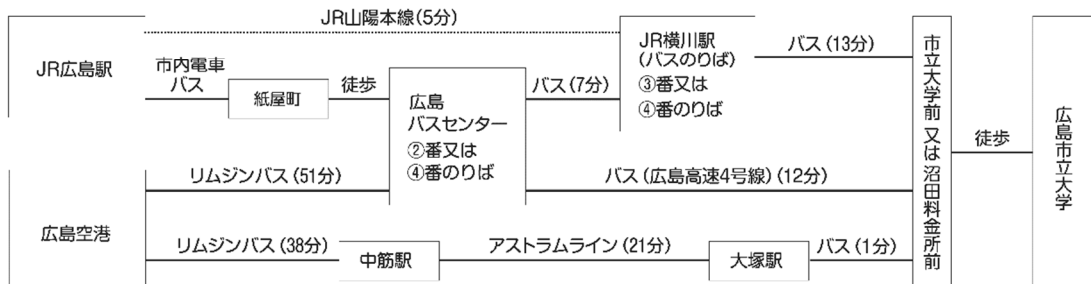 JR山陽本線（5分）
JR広島駅
市内電車
バス
紙屋町
徒歩
広島
バスセンター
②番又は
④番のりば
バス（7分）
JR横川駅
（バスのりば）
③番又は
④番のりば
バス（13分）
広島空港
リムジンバス（51分）
バス（広島高速4号線）（12分）
リムジンバス（38分）
中筋駅
アストラムライン（21分）
大塚駅
バス（1分）
市立大学前 又は 沼田料金所前
徒歩
広島市立大学